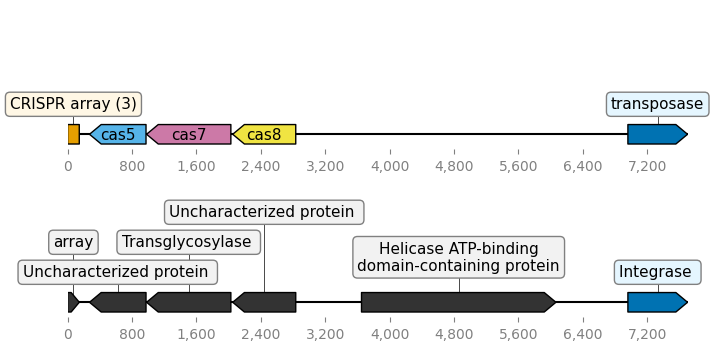 CRISPR array (3)
transposase
cas5
cas7
cas8
0
800
1,600
2,400
3,200
4,000
4,800
5,600
6,400
7,200
Uncharacterized protein
array
Transglycosylase
Helicase ATP-binding
domain-containing protein
Uncharacterized protein
Integrase
0
800
1,600
2,400
3,200
4,000
4,800
5,600
6,400
7,200